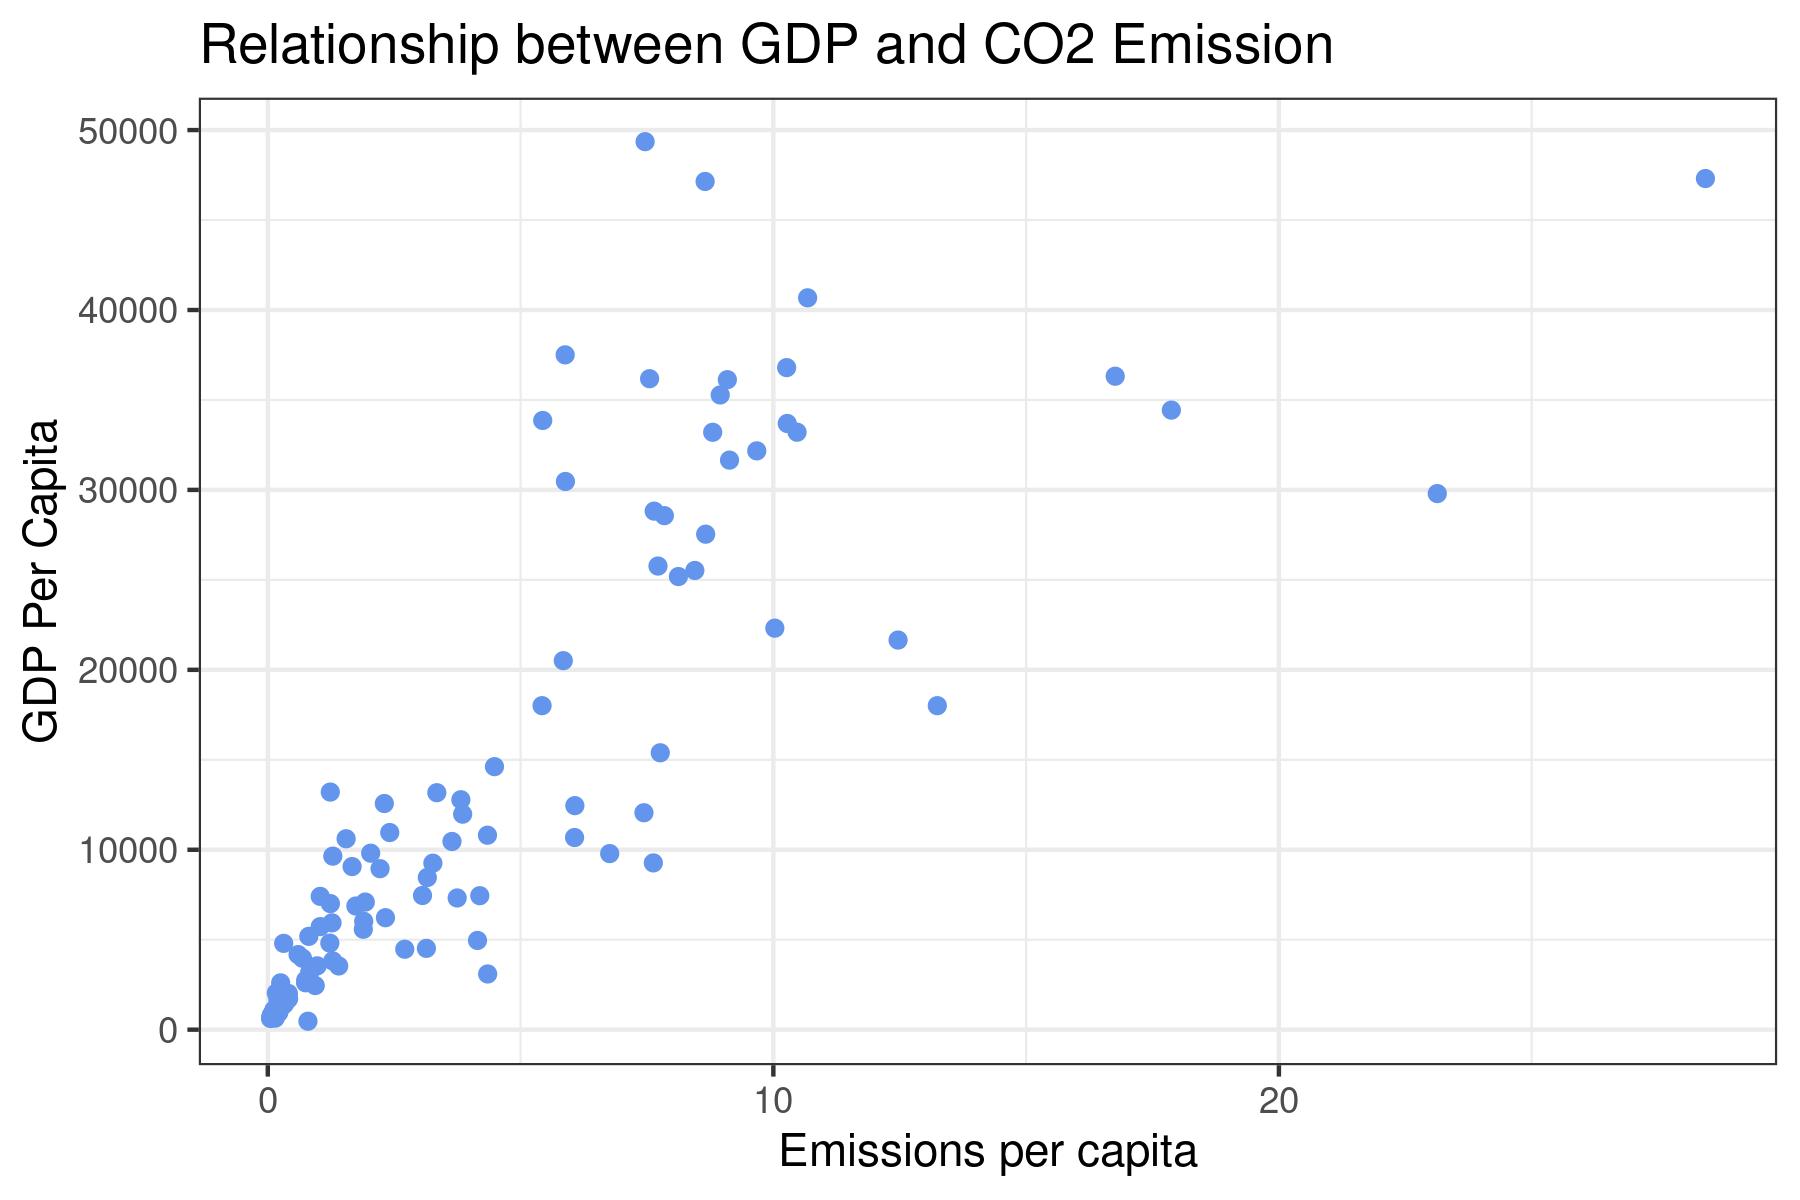 Relationship between GDP and CO2 Emission
GDP Per Capita
50000
40000
30000
20000
10000
0
0 10 20
Emissions per capita